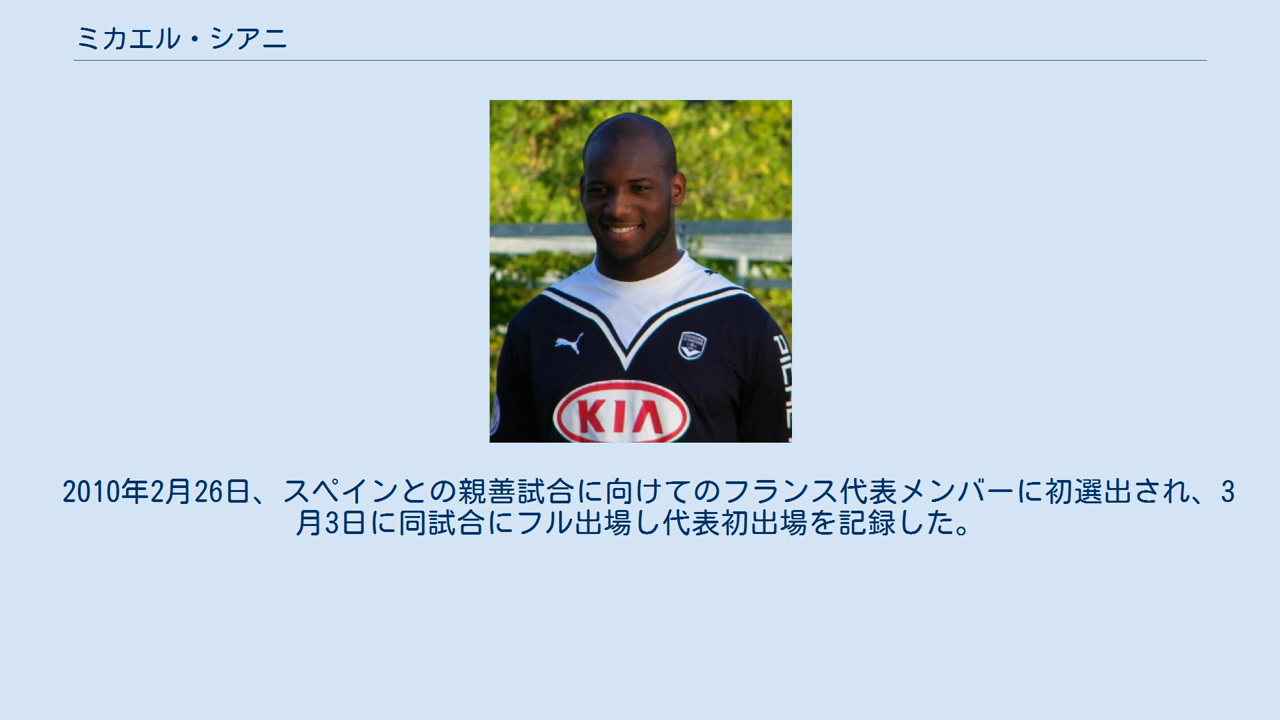 ミカエル・シアニ
KIA
2010年2月26日、スペインとの親善試合に向けてのフランス代表メンバーに初選出され、3
月3日に同試合にフル出場し代表初出場を記録した。